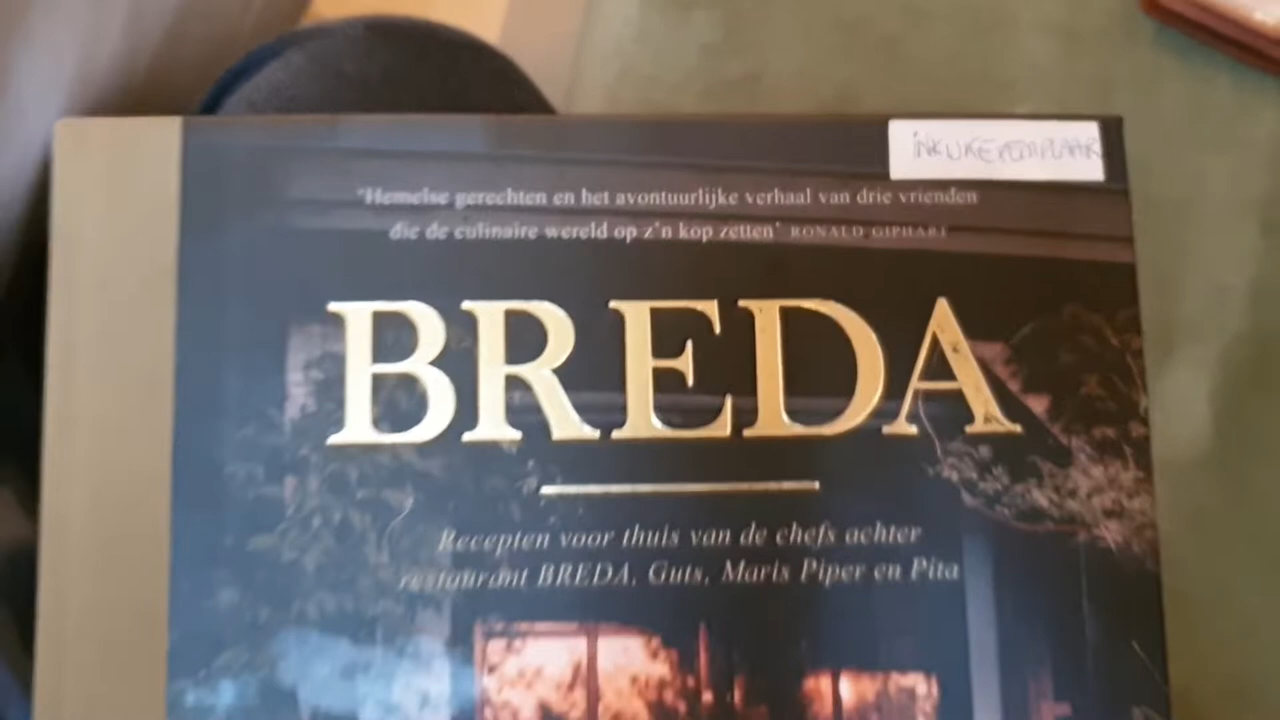 INKIJKEXEMPLAAR
'Hemelse gerechten en het avontuurlijke verhaal van drie vrienden
die de culinaire wereld op z'n kop zetten' RONALD GIPHART
BREDA
Recepten voor thuis van de chefs achter
restaurant BREDA, Guts, Maris Piper en Pita